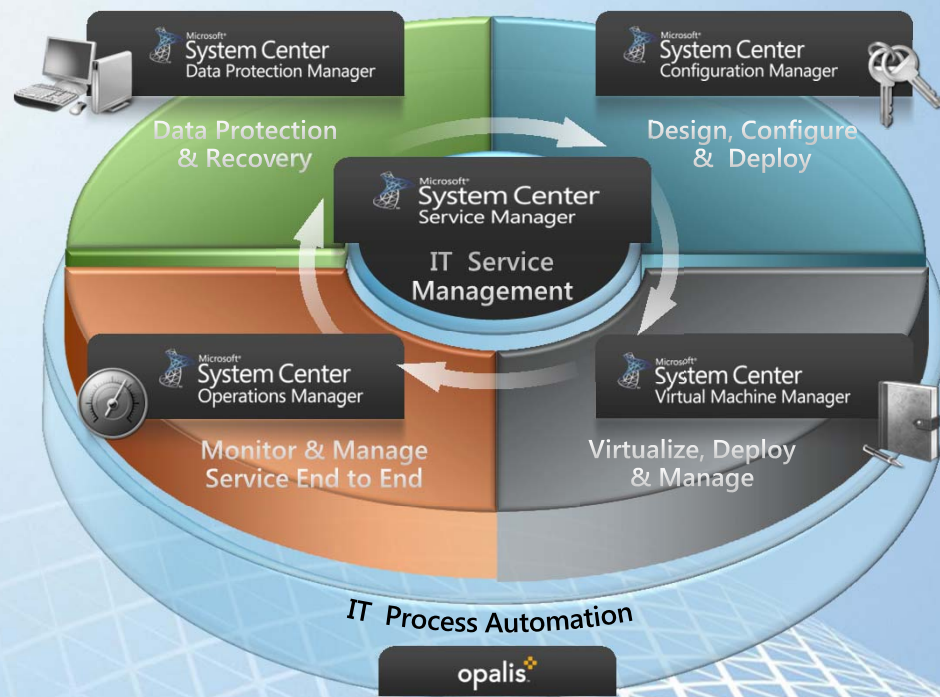 Microsoft®
System Center
Data Protection Manager
Data Protection
& Recovery
Microsoft®
System Center
Configuration Manager
Design, Configure
& Deploy
Microsoft®
System Center
Service Manager
IT Service
Management
Microsoft®
System Center
Operations Manager
Monitor & Manage
Service End to End
Microsoft®
System Center
Virtual Machine Manager
Virtualize, Deploy
& Manage
IT Process Automation
opalis